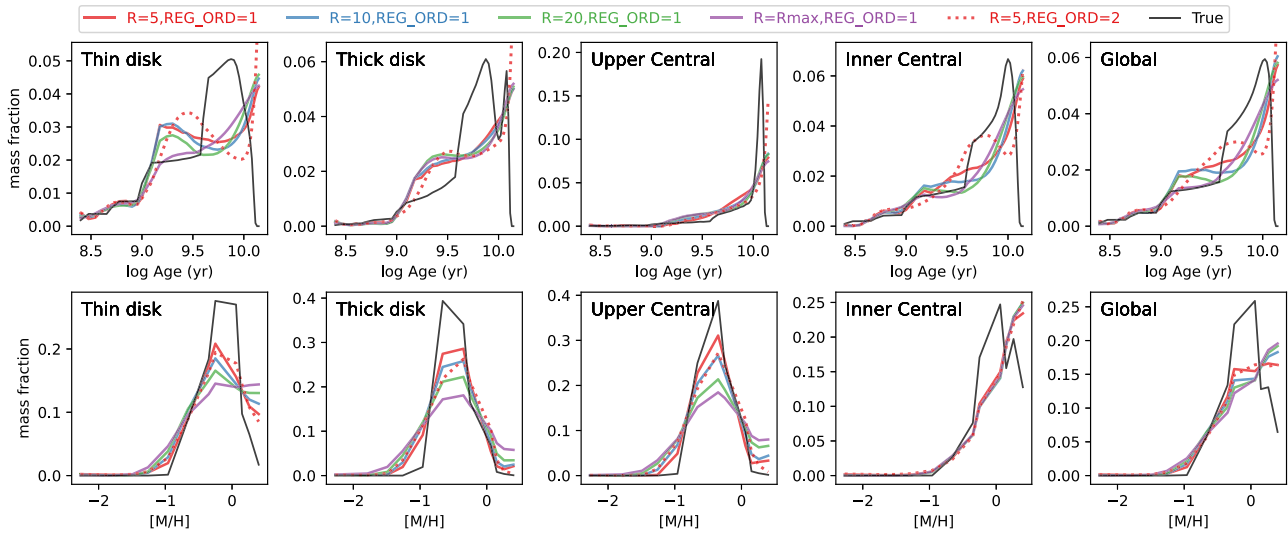 R=5,REG_ORD=1 R=10,REG_ORD=1 R=20,REG_ORD=1 R=Rmax,REG_ORD=1 R=5,REG_ORD=2 True
Thin disk Thick disk Upper Central Inner Central Global
mass fraction
0.05 0.04 0.03 0.02 0.01 0.00
0.06 0.04 0.02 0.00
0.20 0.15 0.10 0.05 0.00
0.06 0.04 0.02 0.00
0.06 0.04 0.02 0.00
8.5 9.0 9.5 10.0 8.5 9.0 9.5 10.0 8.5 9.0 9.5 10.0 8.5 9.0 9.5 10.0 8.5 9.0 9.5 10.0
log Age (yr) log Age (yr) log Age (yr) log Age (yr) log Age (yr)
Thin disk Thick disk Upper Central Inner Central Global
mass fraction
0.2 0.1 0.0
0.4 0.3 0.2 0.1 0.0
0.4 0.3 0.2 0.1 0.0
0.25 0.20 0.15 0.10 0.05 0.00
0.25 0.20 0.15 0.10 0.05 0.00
−2 −1 0 −2 −1 0 −2 −1 0 −2 −1 0 −2 −1 0
[M/H] [M/H] [M/H] [M/H] [M/H]